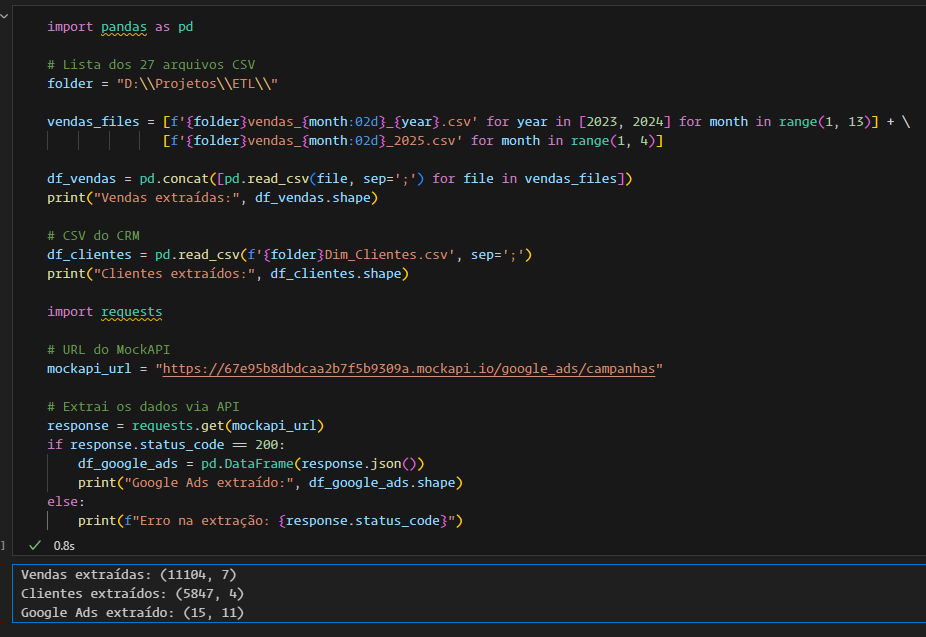 import pandas as pd
# Lista dos 27 arquivos CSV
folder = "D:\\Projetos\\ETL\\"
vendas_files = [f'{folder}vendas_{month:02d}_{year}.csv' for year in [2023, 2024] for month in range(1, 13)] + \
[f'{folder}vendas_{month:02d}_2025.csv' for month in range(1, 4)]
df_vendas = pd.concat([pd.read_csv(file, sep=';') for file in vendas_files])
print("Vendas extraídas:", df_vendas.shape)
# CSV do CRM
df_clientes = pd.read_csv(f'{folder}Dim_Clientes.csv', sep=';')
print("Clientes extraídos:", df_clientes.shape)
import requests
# URL do MockAPI
mockapi_url = "https://67e95b8dbdcaa2b7f5b9309a.mockapi.io/google_ads/campanhas"
# Extrai os dados via API
response = requests.get(mockapi_url)
if response.status_code == 200:
df_google_ads = pd.DataFrame(response.json())
print("Google Ads extraído:", df_google_ads.shape)
else:
print(f"Erro na extração: {response.status_code}")
] ✓ 0.8s
Vendas extraídas: (11104, 7)
Clientes extraídos: (5847, 4)
Google Ads extraído: (15, 11)